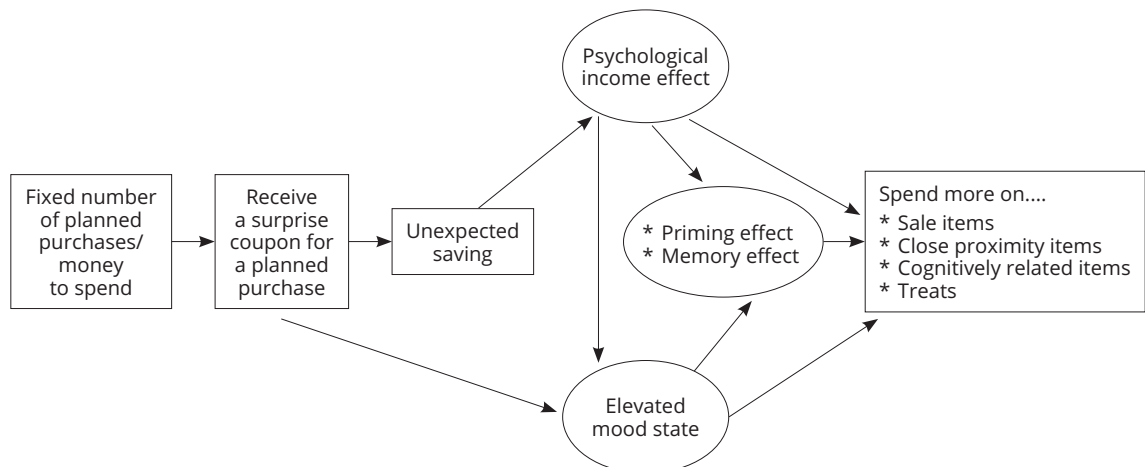 Psychological
income effect
Fixed number
of planned
purchases/
money
to spend
Receive
a surprise
coupon for
a planned
purchase
Unexpected
saving
* Priming effect
* Memory effect
Spend more on....
* Sale items
* Close proximity items
* Cognitively related items
* Treats
Elevated
mood state